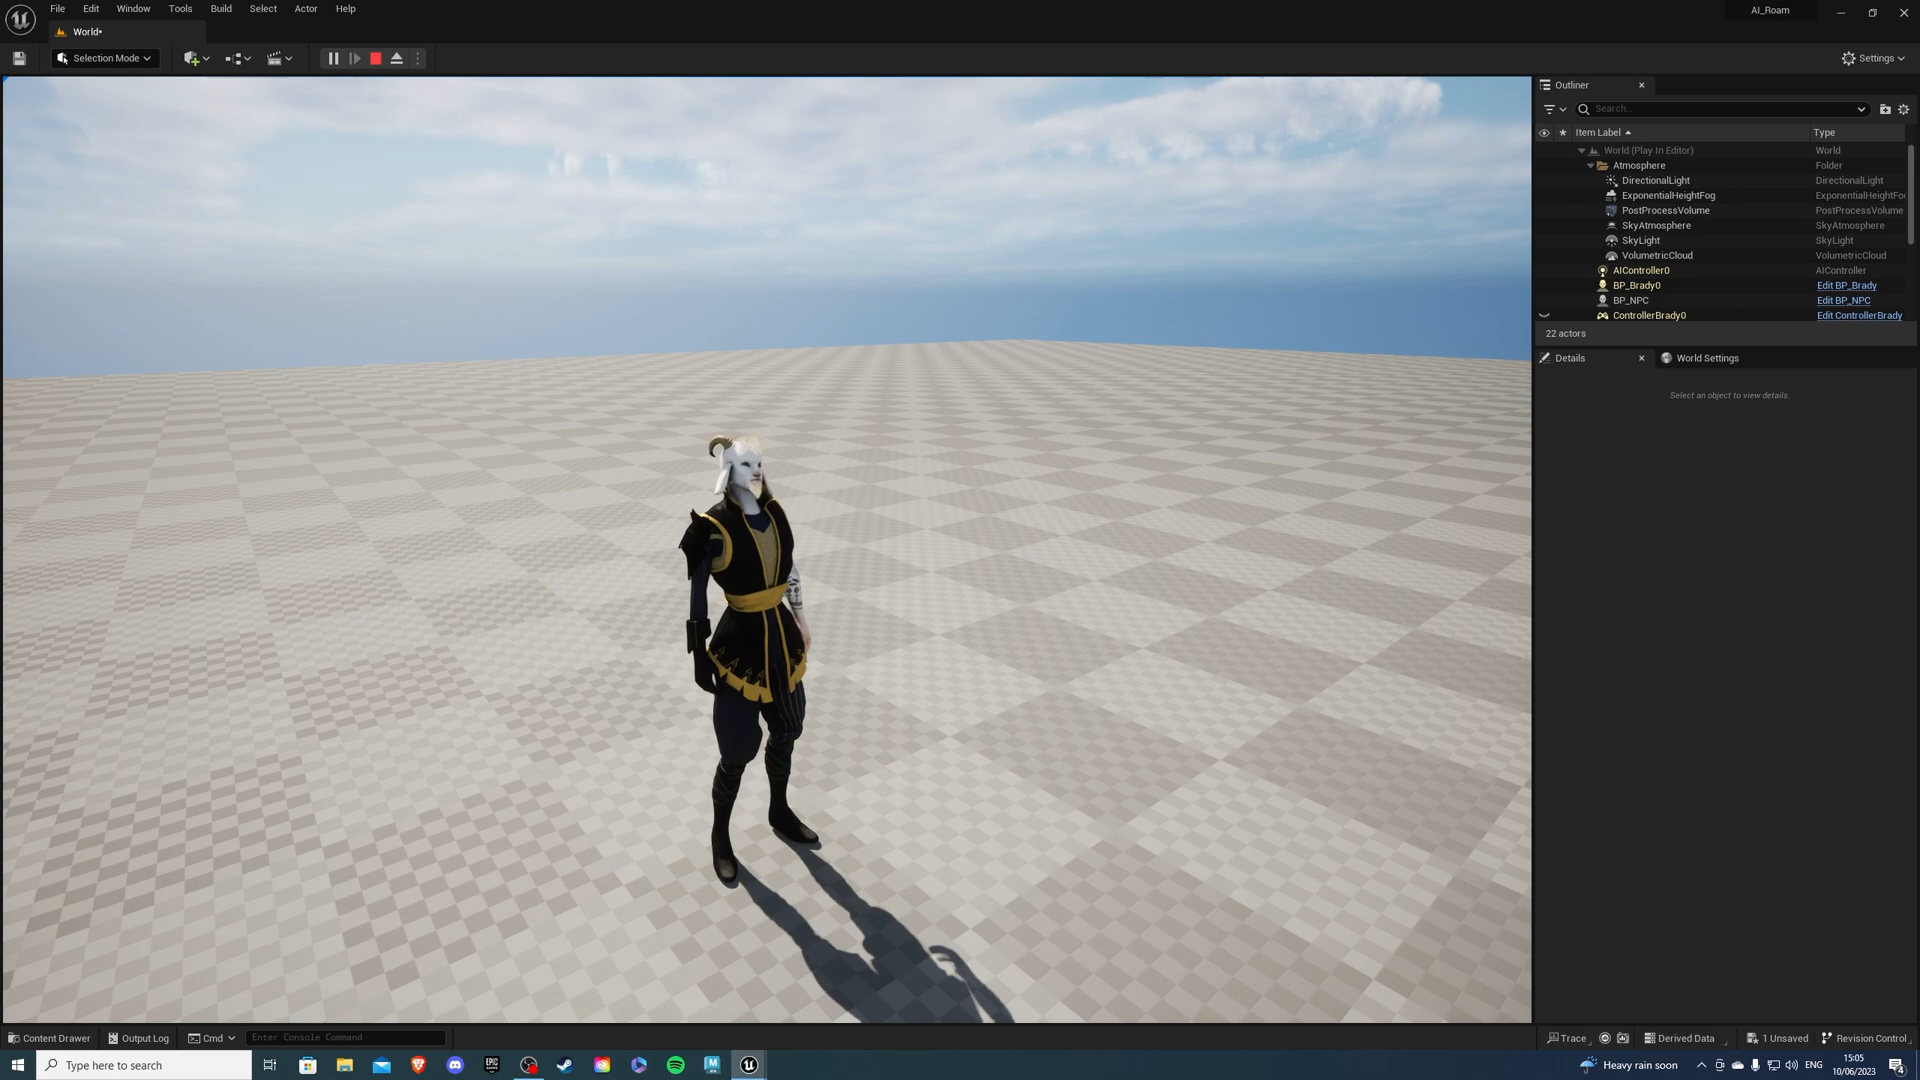 File Edit Window Tools Build Select Actor Help
AI_Roam
World*
Selection Mode
Settings
Outliner
Search...
Item Label Type
World (Play In Editor) World
Atmosphere Folder
DirectionalLight DirectionalLight
ExponentialHeightFog ExponentialHeightFo
PostProcessVolume PostProcessVolume
SkyAtmosphere SkyAtmosphere
SkyLight SkyLight
VolumetricCloud VolumetricCloud
AIController0 AIController
BP_Brady0 Edit BP_Brady
BP_NPC Edit BP_NPC
ControllerBrady0 Edit ControllerBrady
22 actors
Details World Settings
Select an object to view details.
Content Drawer Output Log Cmd Enter Console Command
Trace Derived Data 1 Unsaved Revision Control
Type here to search
EPIC
M
Heavy rain soon
ENG
15:05
10/06/2023
4